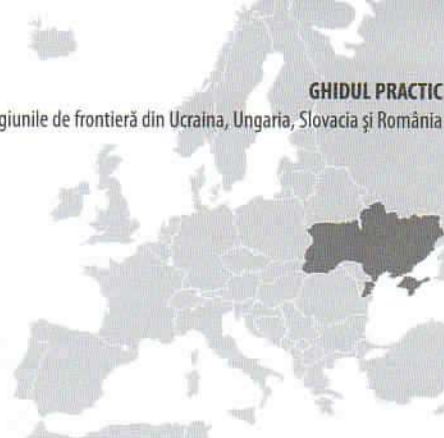 GHIDUL PRACTIC
giunile de frontieră din Ucraina, Ungaria, Slovacia şi România